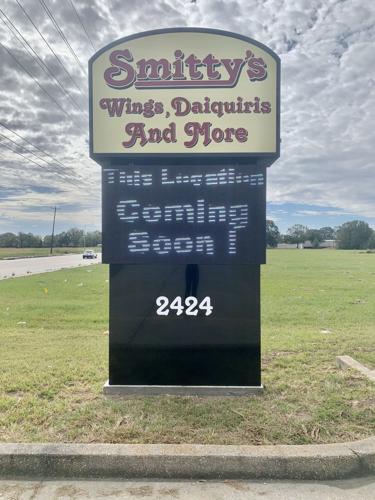 Smitty's
Wings, Daiquiris
And More
This Location
Coming
Soon !
2424